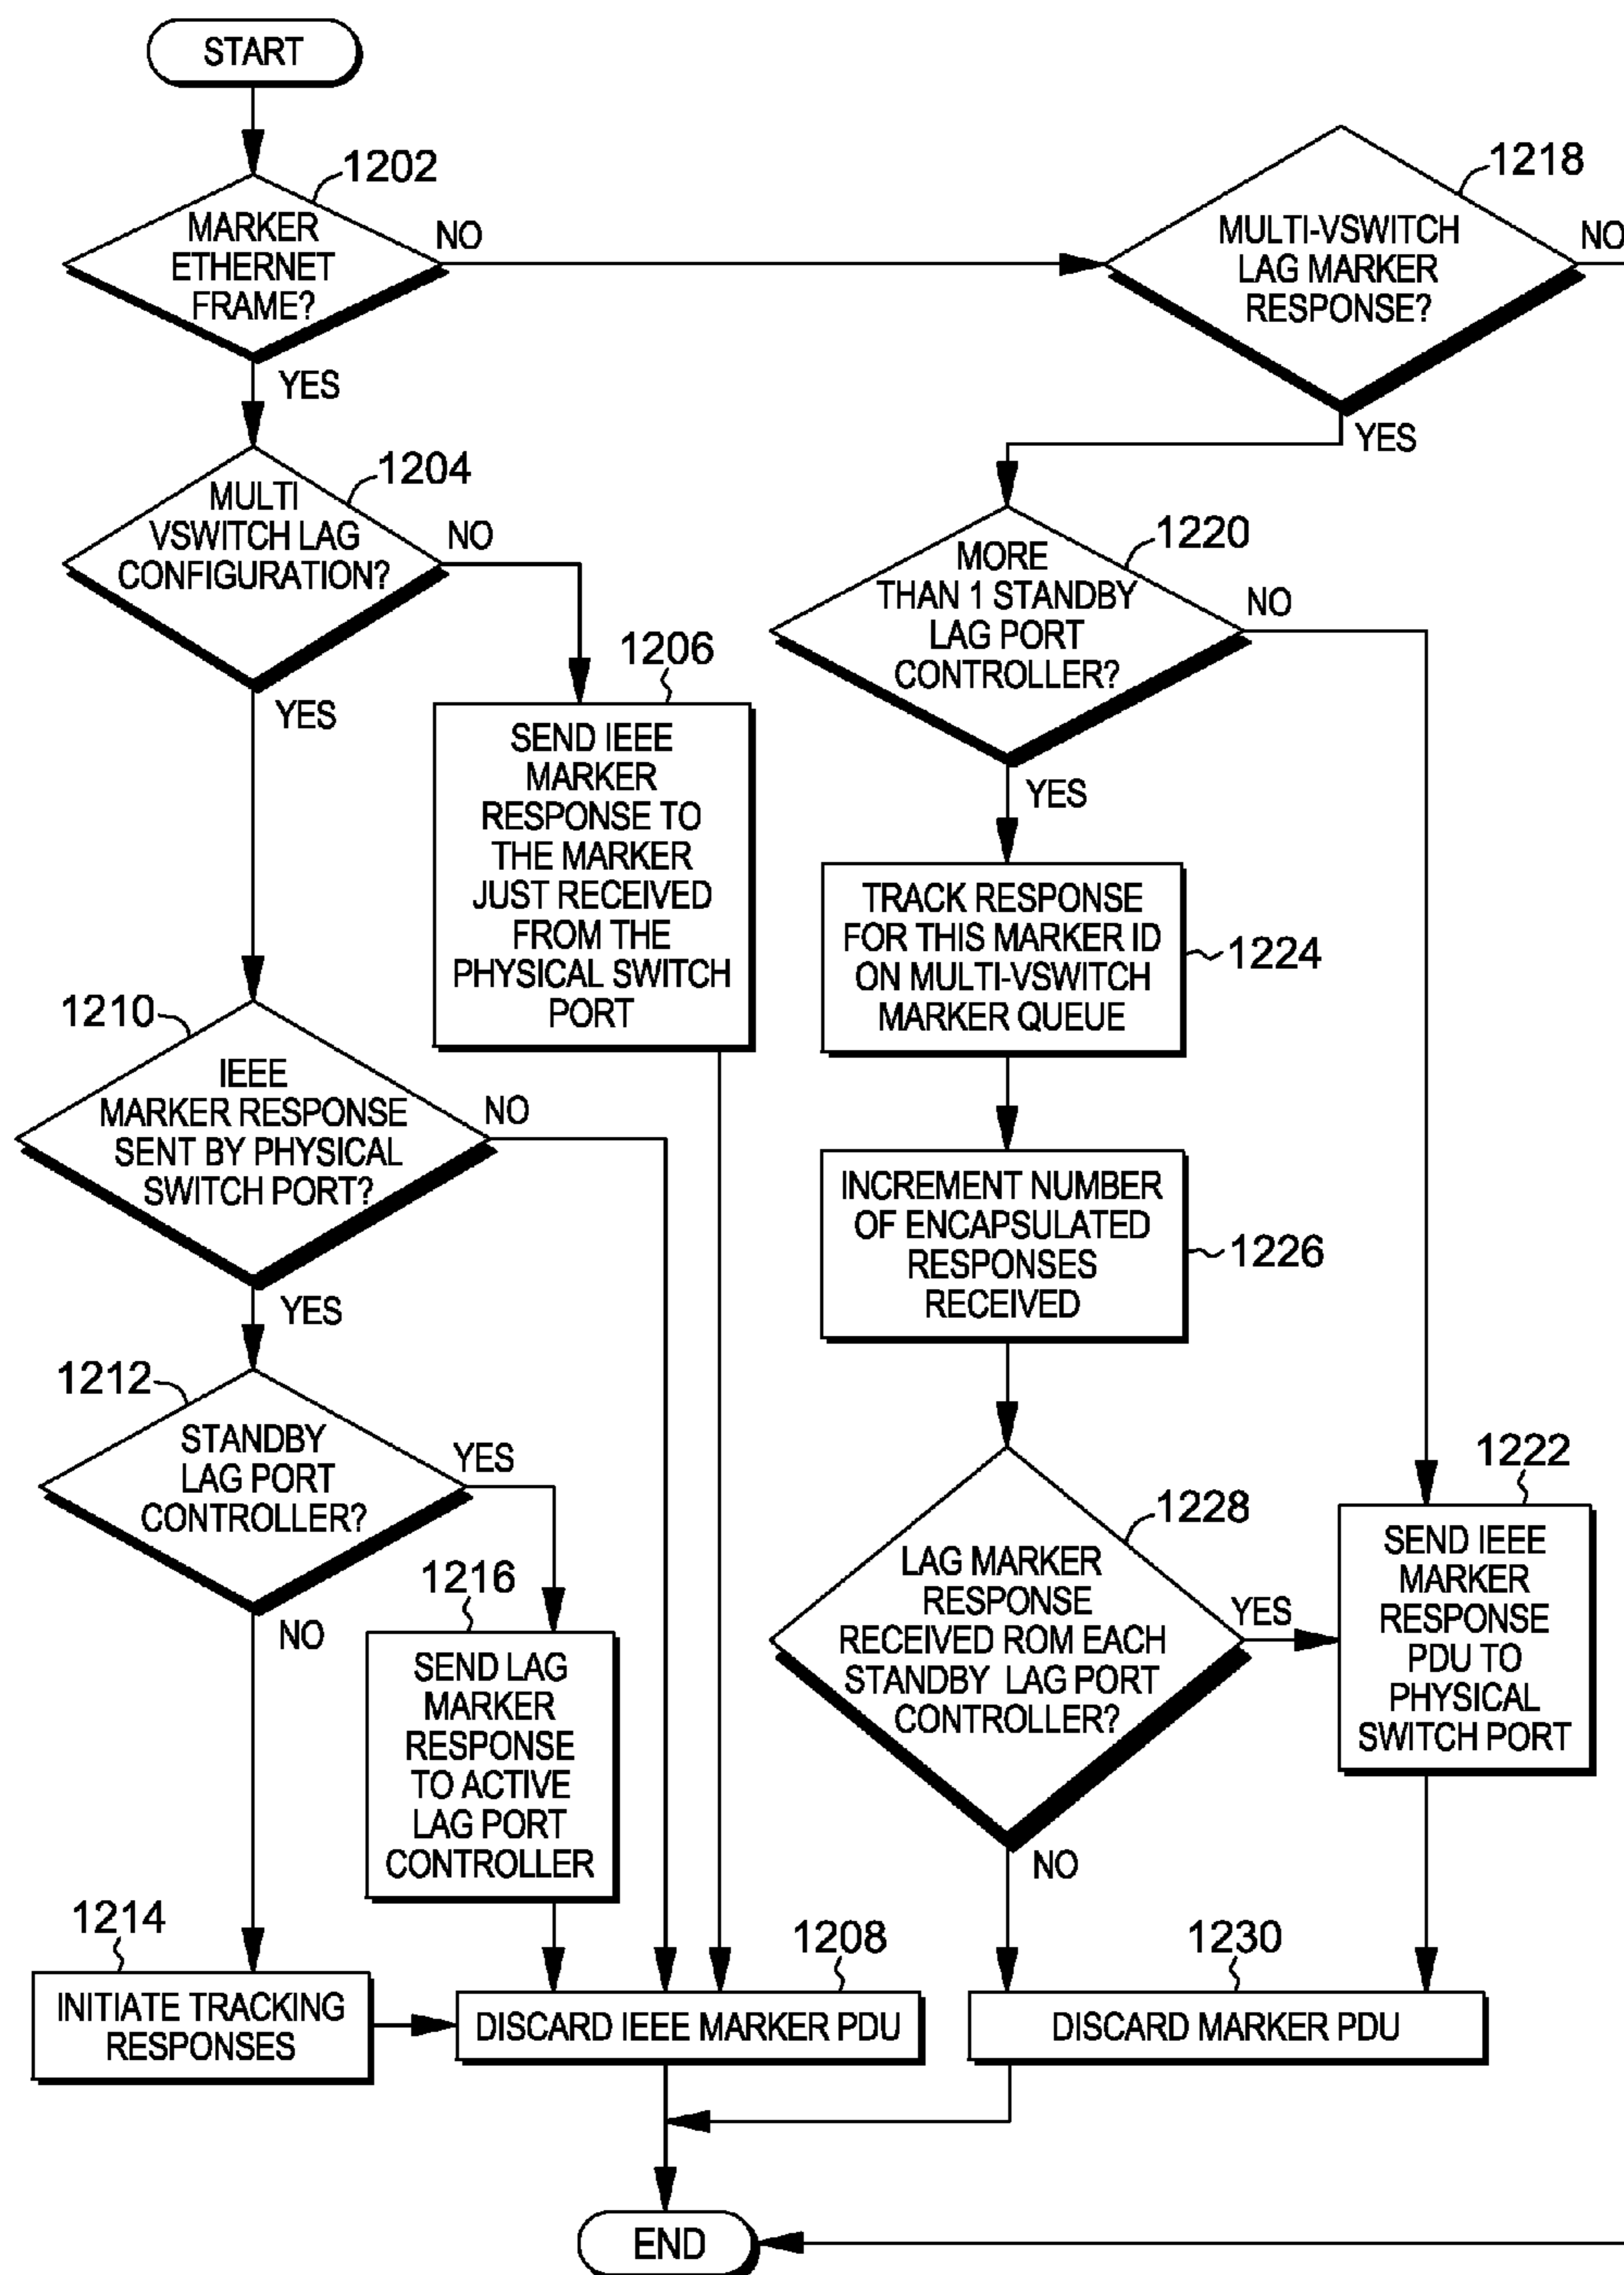 START
1202
MARKER
ETHERNET
FRAME?
NO
YES
1204
MULTI
VSWITCH LAG
CONFIGURATION?
NO
YES
1206
SEND IEEE
MARKER
RESPONSE TO
THE MARKER
JUST RECEIVED
FROM THE
PHYSICAL SWITCH
PORT
1210
IEEE
MARKER RESPONSE
SENT BY PHYSICAL
SWITCH PORT?
NO
YES
1212
STANDBY
LAG PORT
CONTROLLER?
YES
NO
1216
SEND LAG
MARKER
RESPONSE
TO ACTIVE
LAG PORT
CONTROLLER
1214
INITIATE TRACKING
RESPONSES
1208
DISCARD IEEE MARKER PDU
1218
MULTI-VSWITCH
LAG MARKER
RESPONSE?
NO
YES
1220
MORE
THAN 1 STANDBY
LAG PORT
CONTROLLER?
NO
YES
TRACK RESPONSE
FOR THIS MARKER ID
ON MULTI-VSWITCH
MARKER QUEUE
1224
INCREMENT NUMBER
OF ENCAPSULATED
RESPONSES
RECEIVED
1226
1228
LAG MARKER
RESPONSE
RECEIVED ROM EACH
STANDBY LAG PORT
CONTROLLER?
YES
NO
1222
SEND IEEE
MARKER
RESPONSE
PDU TO
PHYSICAL
SWITCH PORT
1230
DISCARD MARKER PDU
END